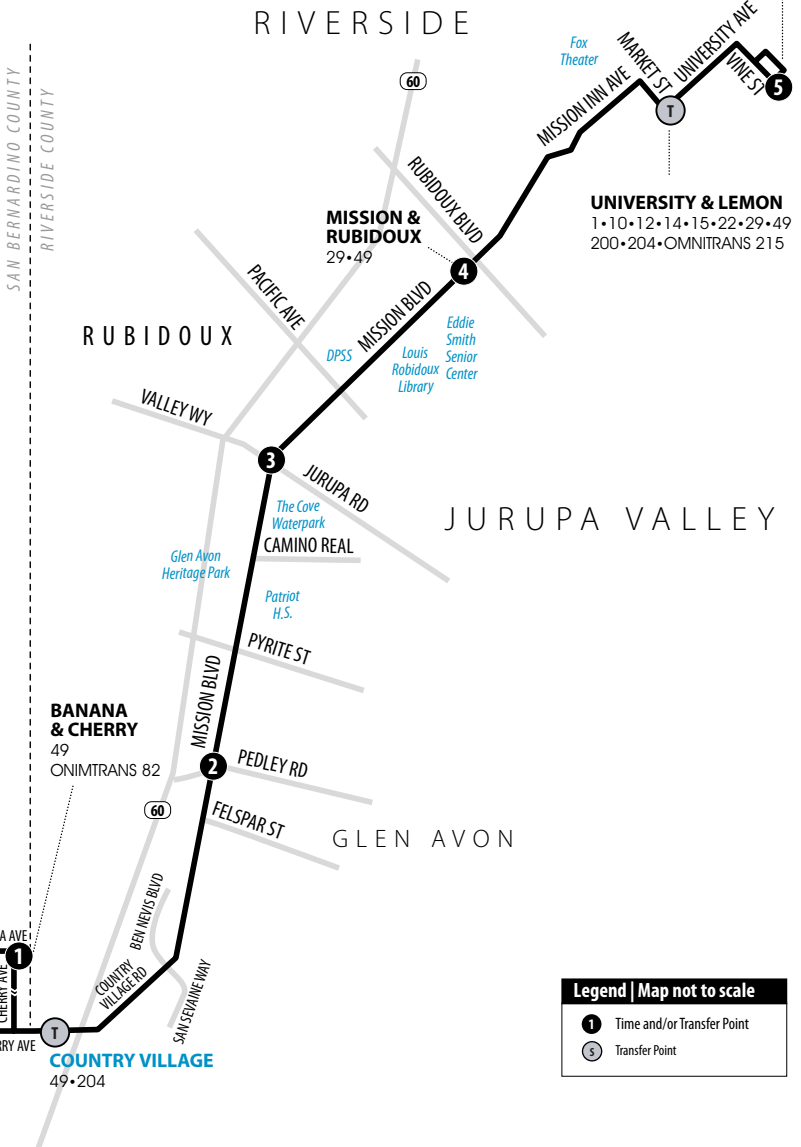 RIVERSIDE
SAN BERNARDINO COUNTY
RIVERSIDE COUNTY
60
Fox
Theater
MISSION INN AVE
MARKET ST
UNIVERSITY AVE
VINE ST
5
T
UNIVERSITY & LEMON
1•10•12•14•15•22•29•49
200•204•OMNITRANS 215
RUBIDOUX BLVD
MISSION &
RUBIDOUX
29•49
4
PACIFIC AVE
MISSION BLVD
RUBIDOUX
DPSS
Louis
Robidoux
Library
Eddie
Smith
Senior
Center
VALLEY WY
3
JURUPA RD
JURUPA VALLEY
The Cove
Waterpark
CAMINO REAL
Glen Avon
Heritage Park
Patriot
H.S.
PYRITE ST
MISSION BLVD
BANANA
& CHERRY
49
ONIMTRANS 82
2
PEDLEY RD
60
FELSPAR ST
GLEN AVON
BEN NEVIS BLVD
A AVE
1
CHERRY AVE
COUNTRY
VILLAGE RD
SAN SEVAINE WAY
RRY AVE
T
COUNTRY VILLAGE
49•204
Legend | Map not to scale
1 Time and/or Transfer Point
S Transfer Point